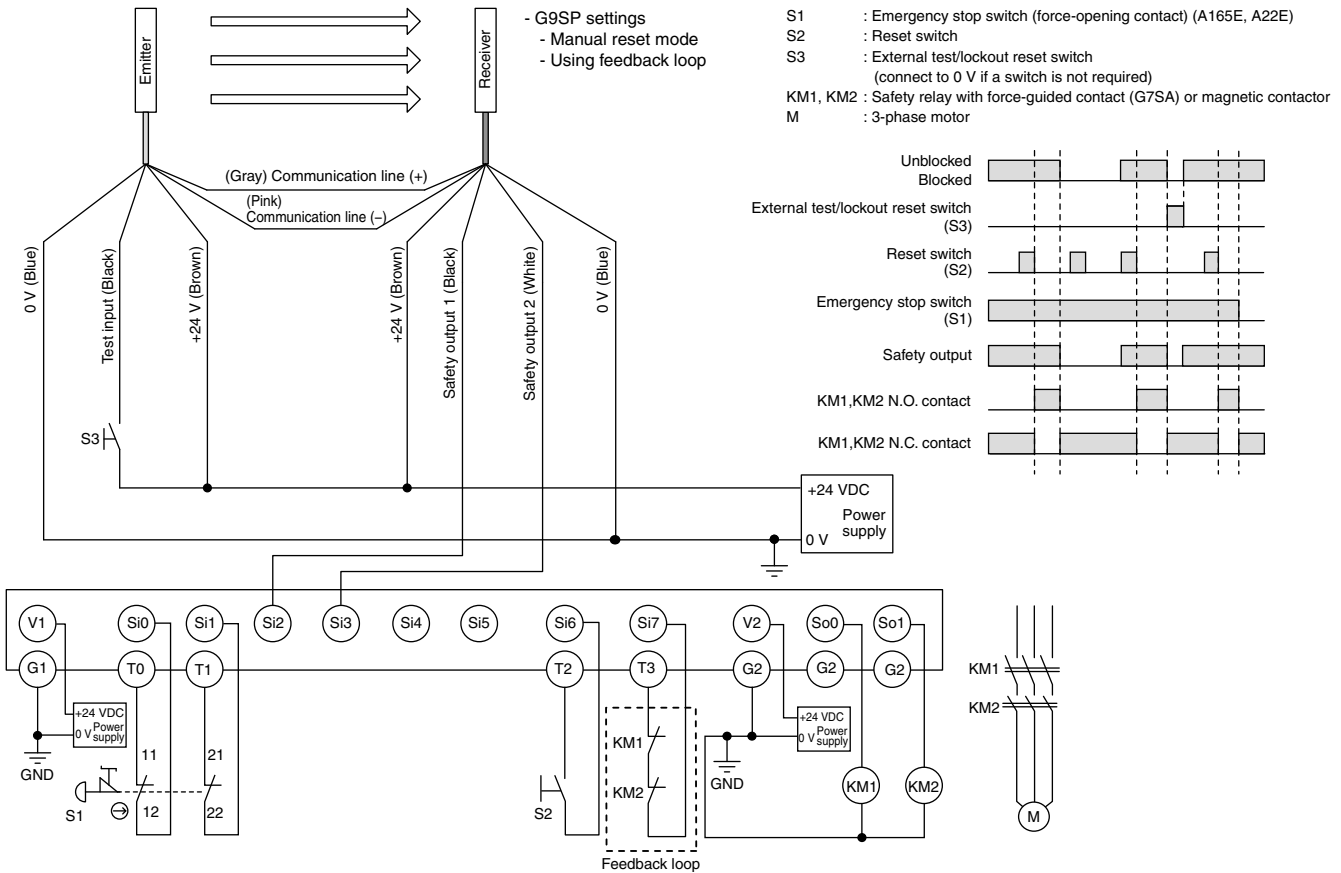 Emitter
Receiver
- G9SP settings
- Manual reset mode
- Using feedback loop
S1 : Emergency stop switch (force-opening contact) (A165E, A22E)
S2 : Reset switch
S3 : External test/lockout reset switch
(connect to 0 V if a switch is not required)
KM1, KM2 : Safety relay with force-guided contact (G7SA) or magnetic contactor
M : 3-phase motor
(Gray) Communication line (+)
(Pink)
Communication line (−)
0 V (Blue)
Test input (Black)
+24 V (Brown)
+24 V (Brown)
Safety output 1 (Black)
Safety output 2 (White)
0 V (Blue)
S3
Unblocked
Blocked
External test/lockout reset switch
(S3)
Reset switch
(S2)
Emergency stop switch
(S1)
Safety output
KM1,KM2 N.O. contact
KM1,KM2 N.C. contact
+24 VDC
Power
supply
0 V
V1
Si0
Si1
Si2
Si3
Si4
Si5
Si6
Si7
V2
So0
So1
G1
T0
T1
T2
T3
G2
G2
G2
+24 VDC
0 V Power
supply
GND
11
12
21
22
S1
S2
KM1
KM2
Feedback loop
+24 VDC
0 V Power
supply
GND
KM1
KM2
KM1
KM2
M